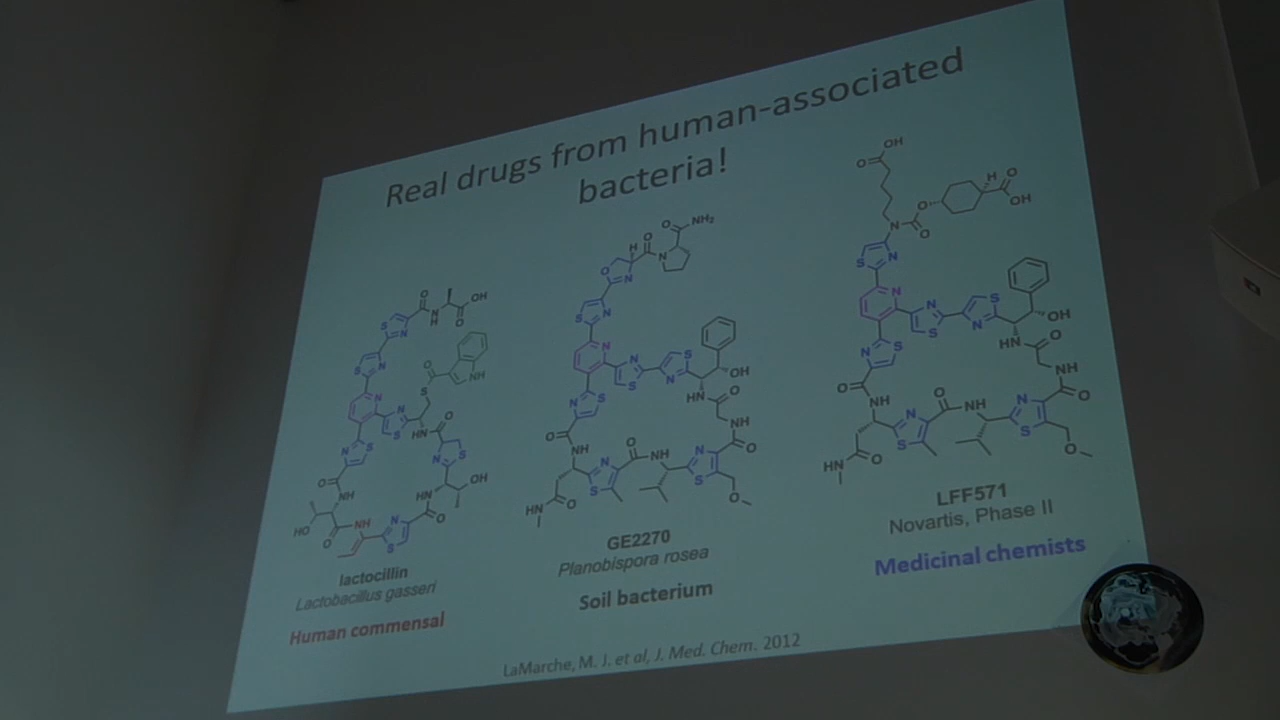 Real drugs from human-associated
bacteria!
lactocillin
Lactobacillus gasseri
Human commensal
GE2270
Planobispora rosea
Soil bacterium
LFF571
Novartis, Phase II
Medicinal chemists
LaMarche, M. J. et al, J. Med. Chem. 2012